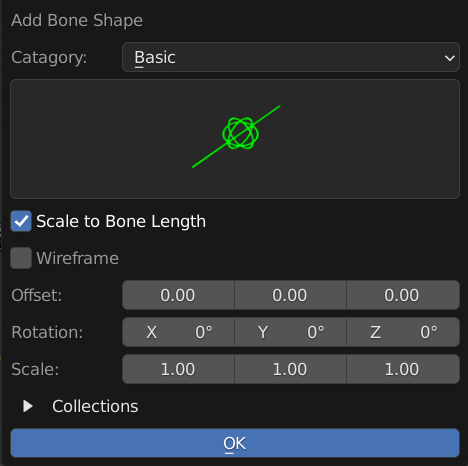 Add Bone Shape
Catagory: Basic
Scale to Bone Length
Wireframe
Offset: 0.00 0.00 0.00
Rotation: X 0° Y 0° Z 0°
Scale: 1.00 1.00 1.00
Collections
OK